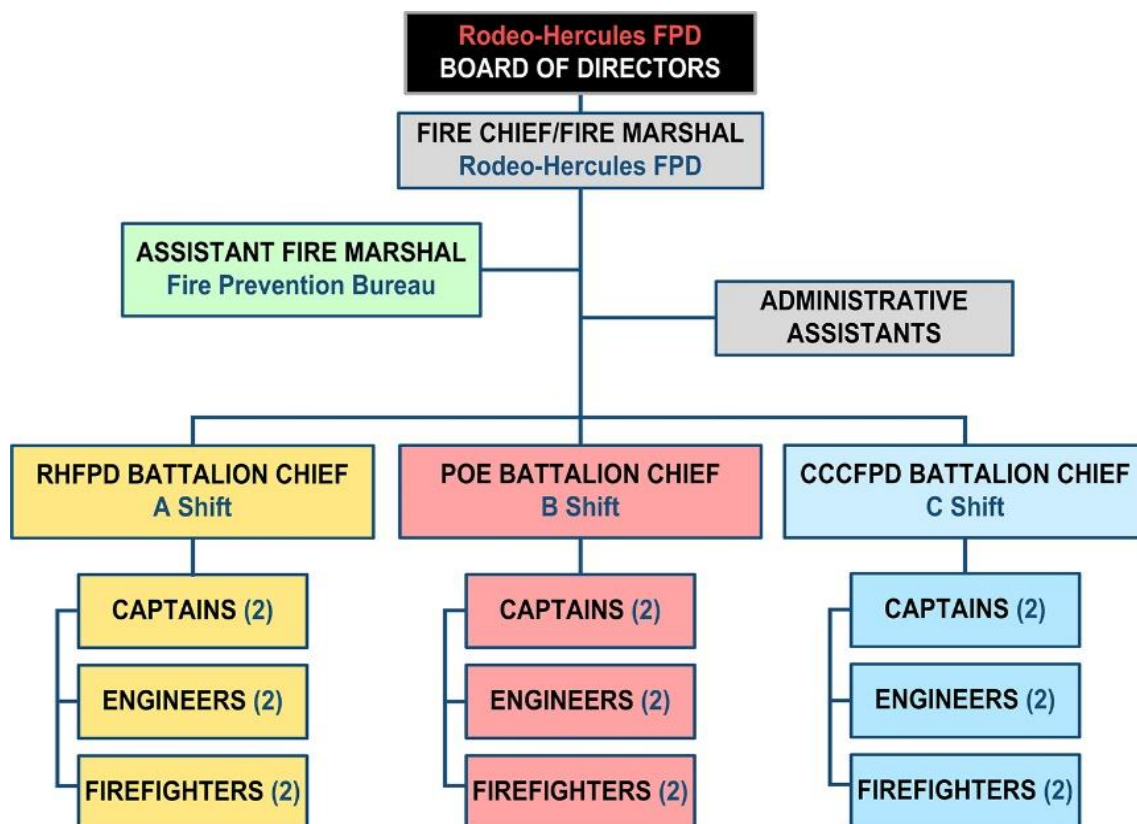 Rodeo-Hercules FPD
BOARD OF DIRECTORS
FIRE CHIEF/FIRE MARSHAL
Rodeo-Hercules FPD
ASSISTANT FIRE MARSHAL
Fire Prevention Bureau
ADMINISTRATIVE
ASSISTANTS
RHFPD BATTALION CHIEF
A Shift
POE BATTALION CHIEF
B Shift
CCCFPD BATTALION CHIEF
C Shift
CAPTAINS (2)
CAPTAINS (2)
CAPTAINS (2)
ENGINEERS (2)
ENGINEERS (2)
ENGINEERS (2)
FIREFIGHTERS (2)
FIREFIGHTERS (2)
FIREFIGHTERS (2)